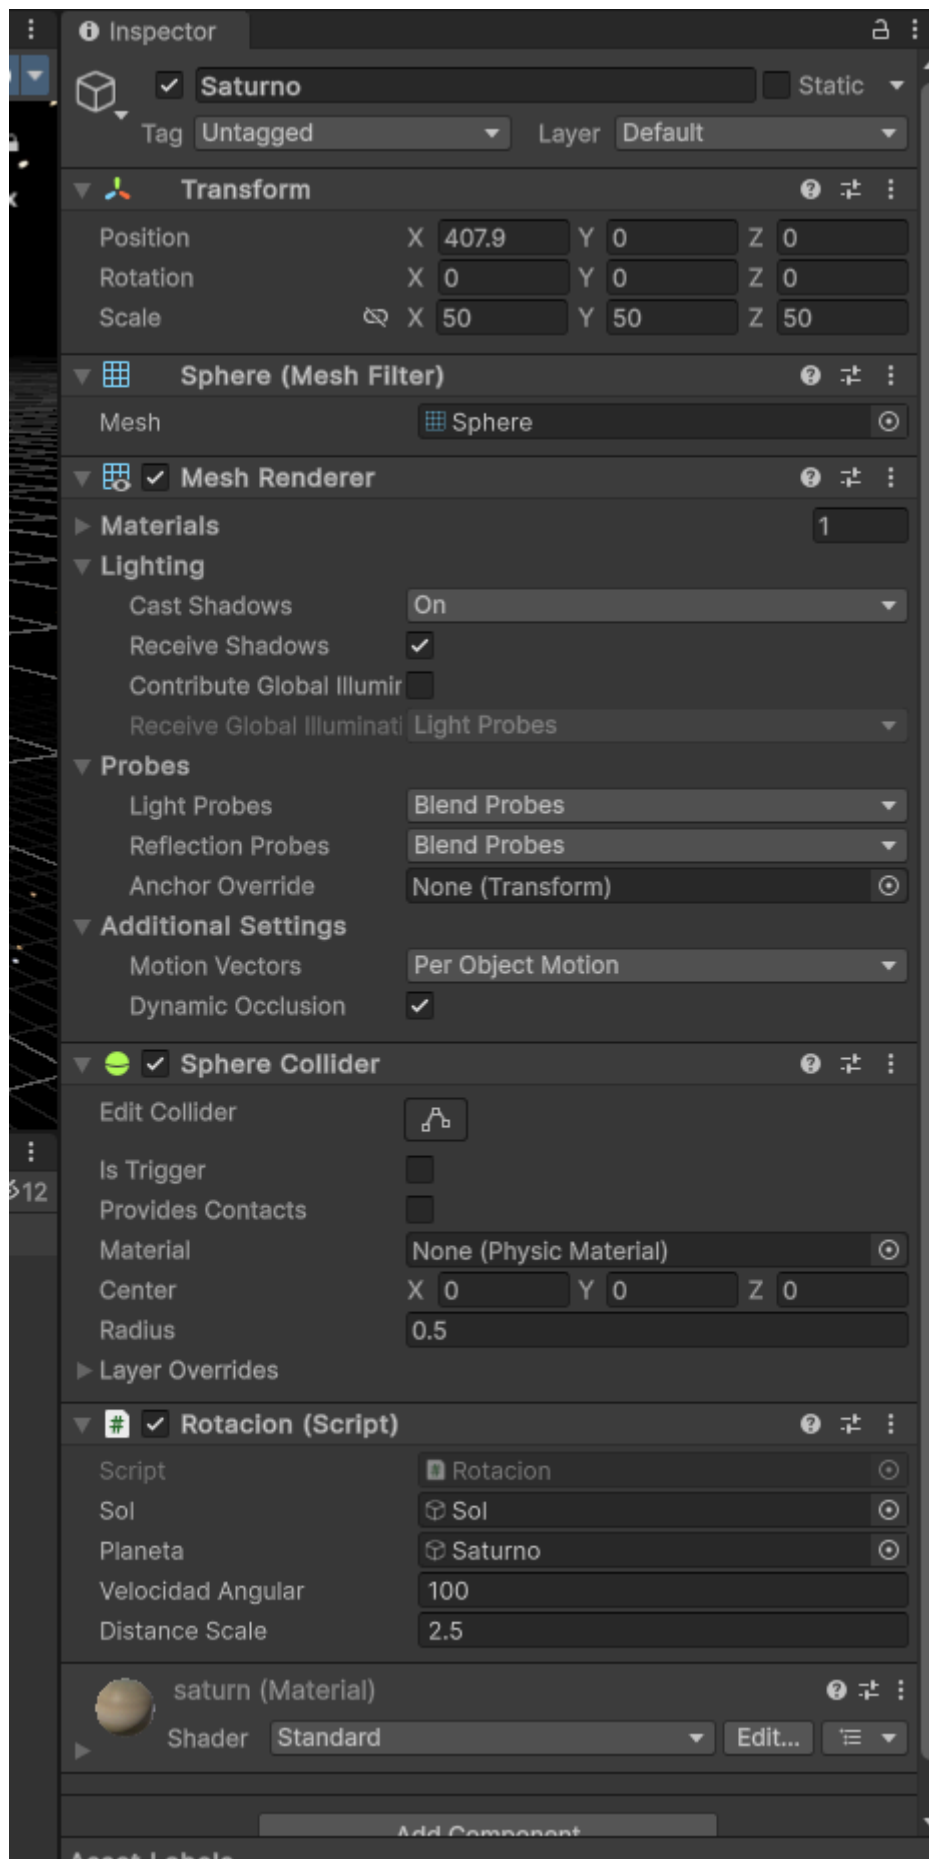 Inspector
Saturno
Static
Tag Untagged Layer Default
Transform
Position X 407.9 Y 0 Z 0
Rotation X 0 Y 0 Z 0
Scale X 50 Y 50 Z 50
Sphere (Mesh Filter)
Mesh Sphere
Mesh Renderer
Materials 1
Lighting
Cast Shadows On
Receive Shadows
Contribute Global Illumin
Receive Global Illuminati Light Probes
Probes
Light Probes Blend Probes
Reflection Probes Blend Probes
Anchor Override None (Transform)
Additional Settings
Motion Vectors Per Object Motion
Dynamic Occlusion
Sphere Collider
Edit Collider
Is Trigger
12
Provides Contacts
Material None (Physic Material)
Center X 0 Y 0 Z 0
Radius 0.5
Layer Overrides
# Rotacion (Script)
Script # Rotacion
Sol Sol
Planeta Saturno
Velocidad Angular 100
Distance Scale 2.5
saturn (Material)
Shader Standard Edit...
Add Component
Asset Labels